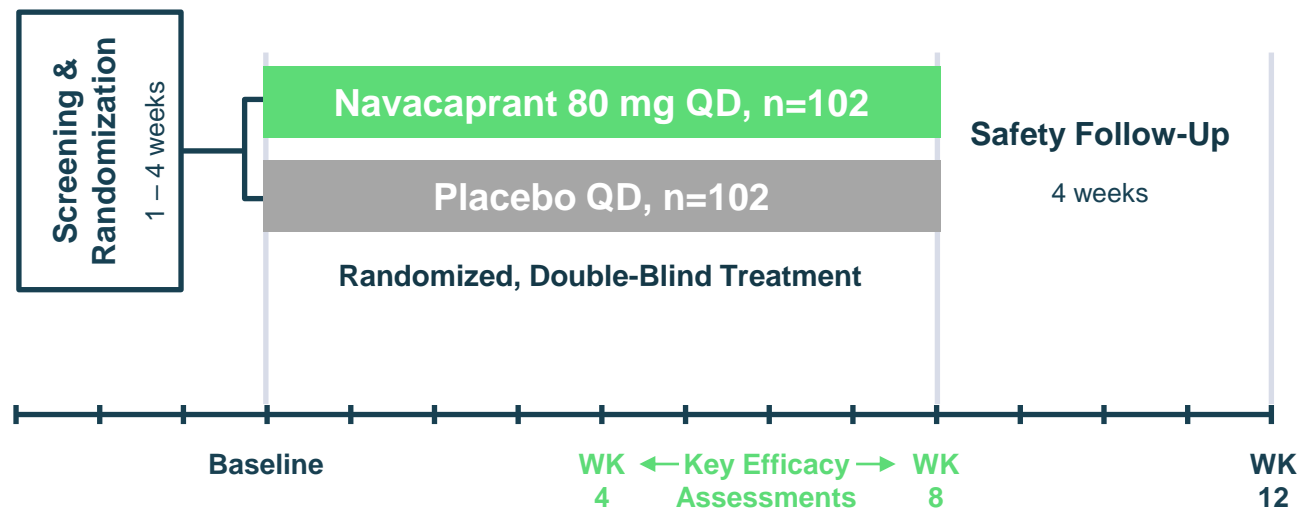 Screening &
Randomization
1 – 4 weeks
Navacaprant 80 mg QD, n=102
Placebo QD, n=102
Randomized, Double-Blind Treatment
Safety Follow-Up
4 weeks
Baseline
WK
4
Key Efficacy
Assessments
WK
8
WK
12